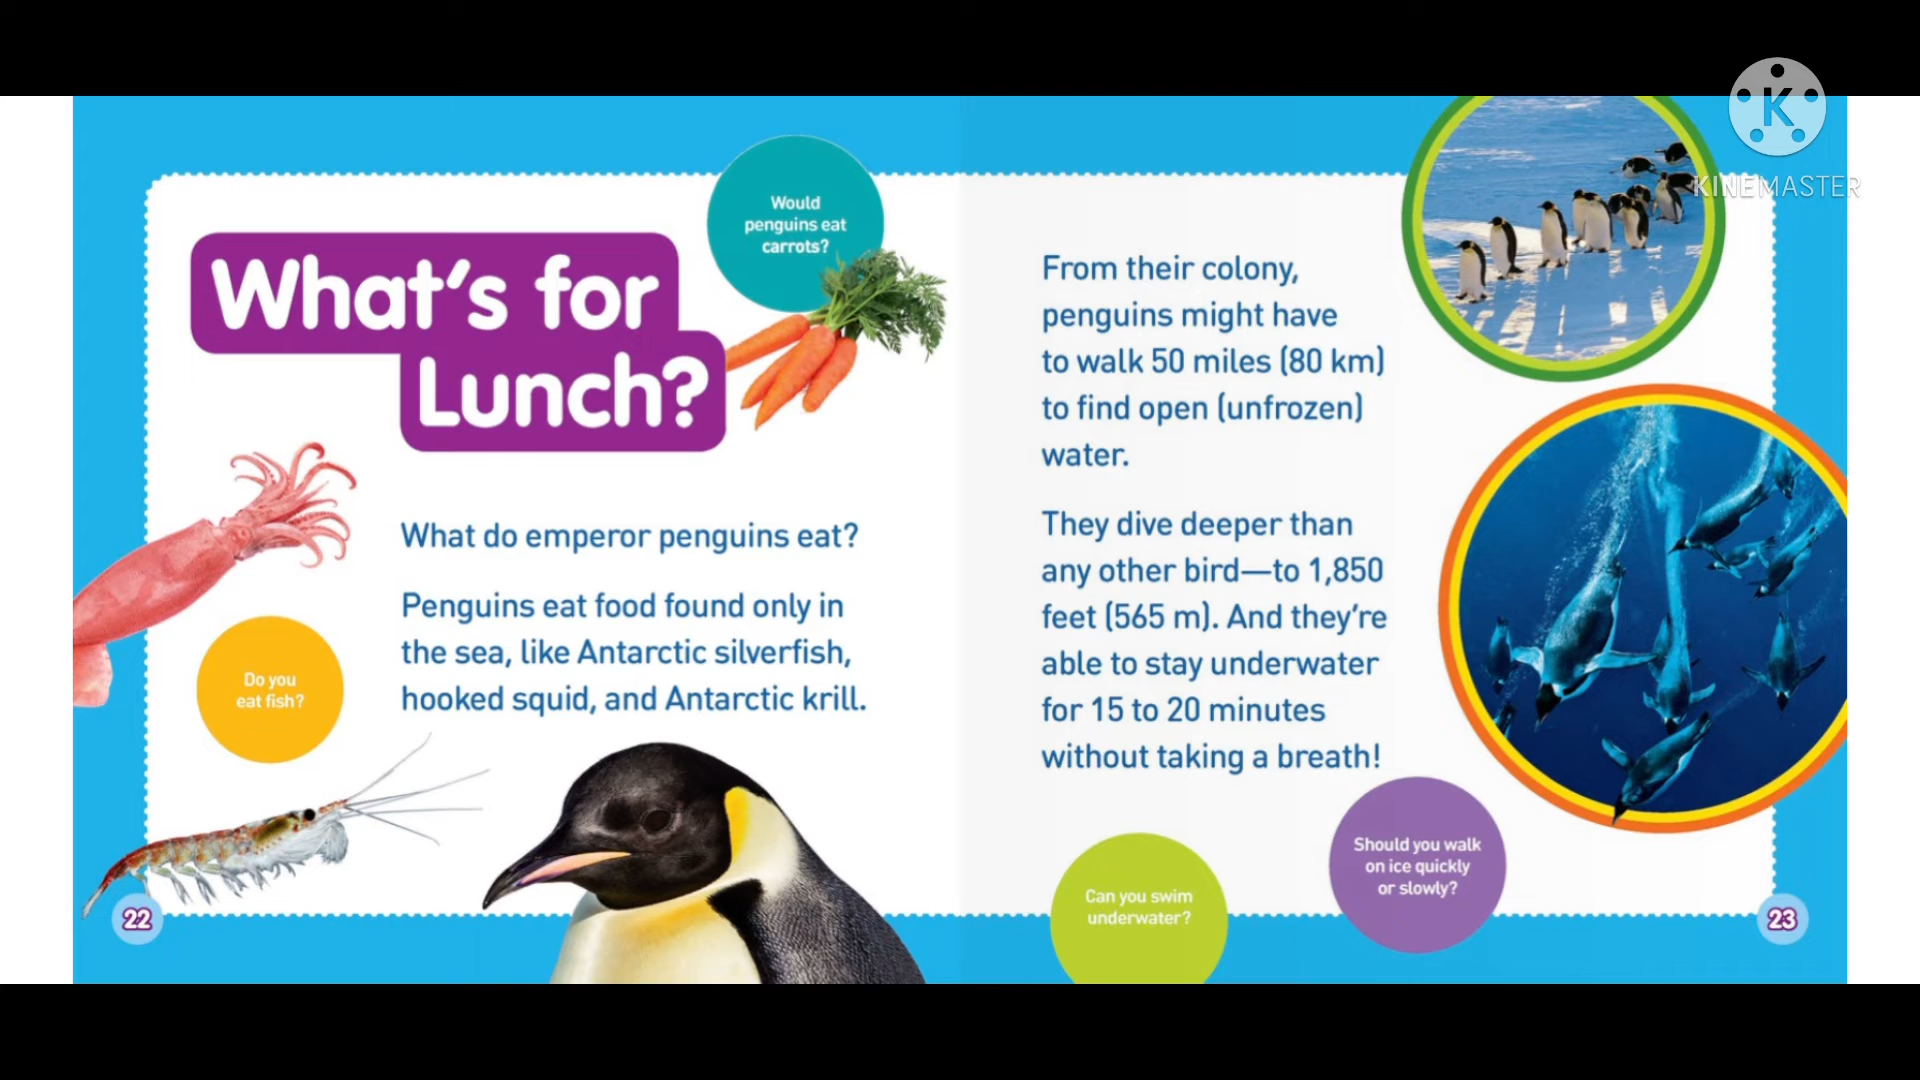 K
KINEMASTER
Would
penguins eat
carrots?
What's for
Lunch?
What do emperor penguins eat?
Penguins eat food found only in
the sea, like Antarctic silverfish,
hooked squid, and Antarctic krill.
Do you
eat fish?
22
From their colony,
penguins might have
to walk 50 miles (80 km)
to find open (unfrozen)
water.
They dive deeper than
any other bird—to 1,850
feet (565 m). And they're
able to stay underwater
for 15 to 20 minutes
without taking a breath!
Can you swim
underwater?
Should you walk
on ice quickly
or slowly?
23